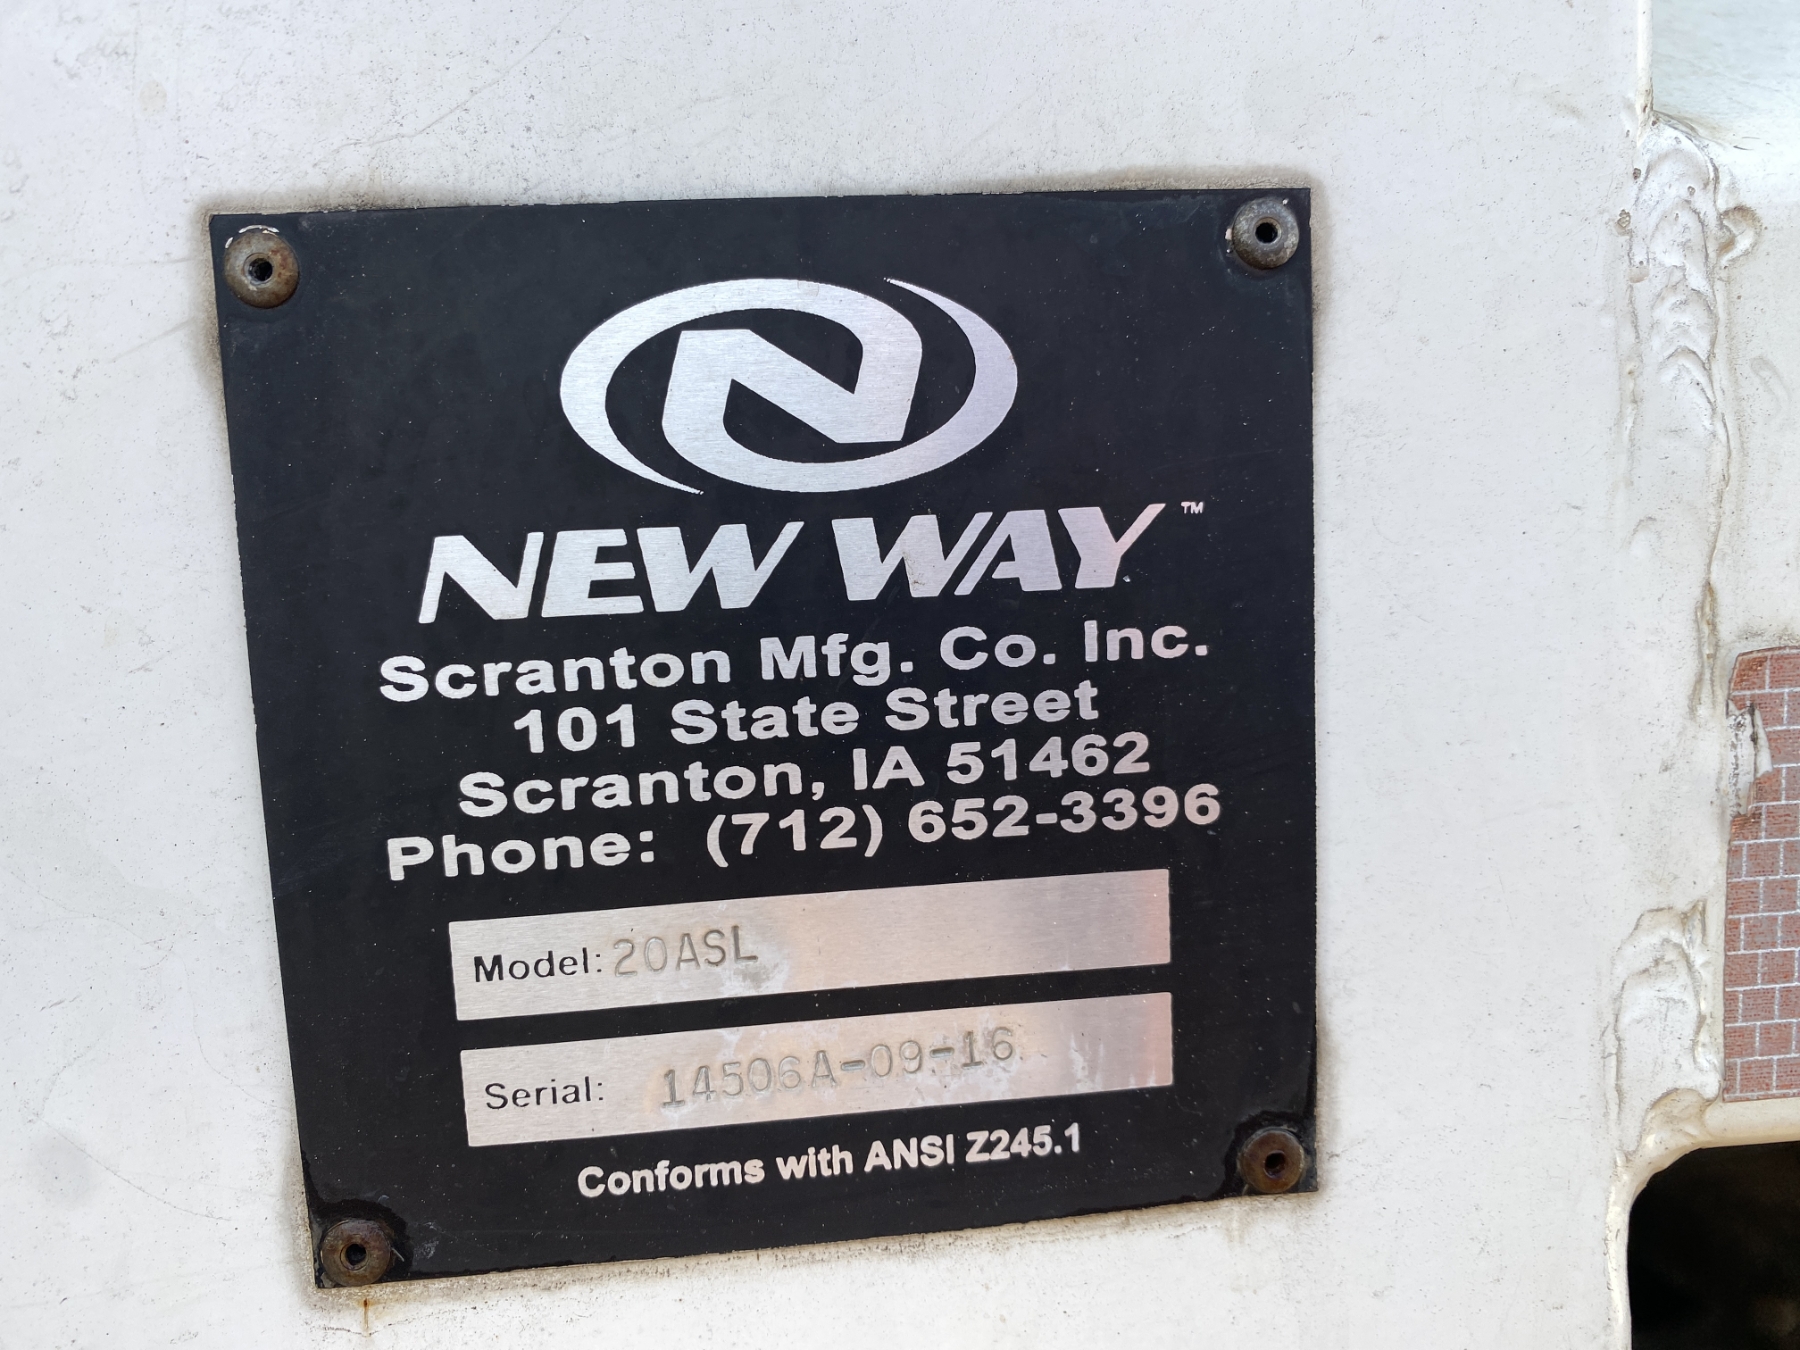 NEW WAY™
Scranton Mfg. Co. Inc.
101 State Street
Scranton, IA 51462
Phone: (712) 652-3396
Model: 20ASL
Serial: 14506A-09-16
Conforms with ANSI Z245.1